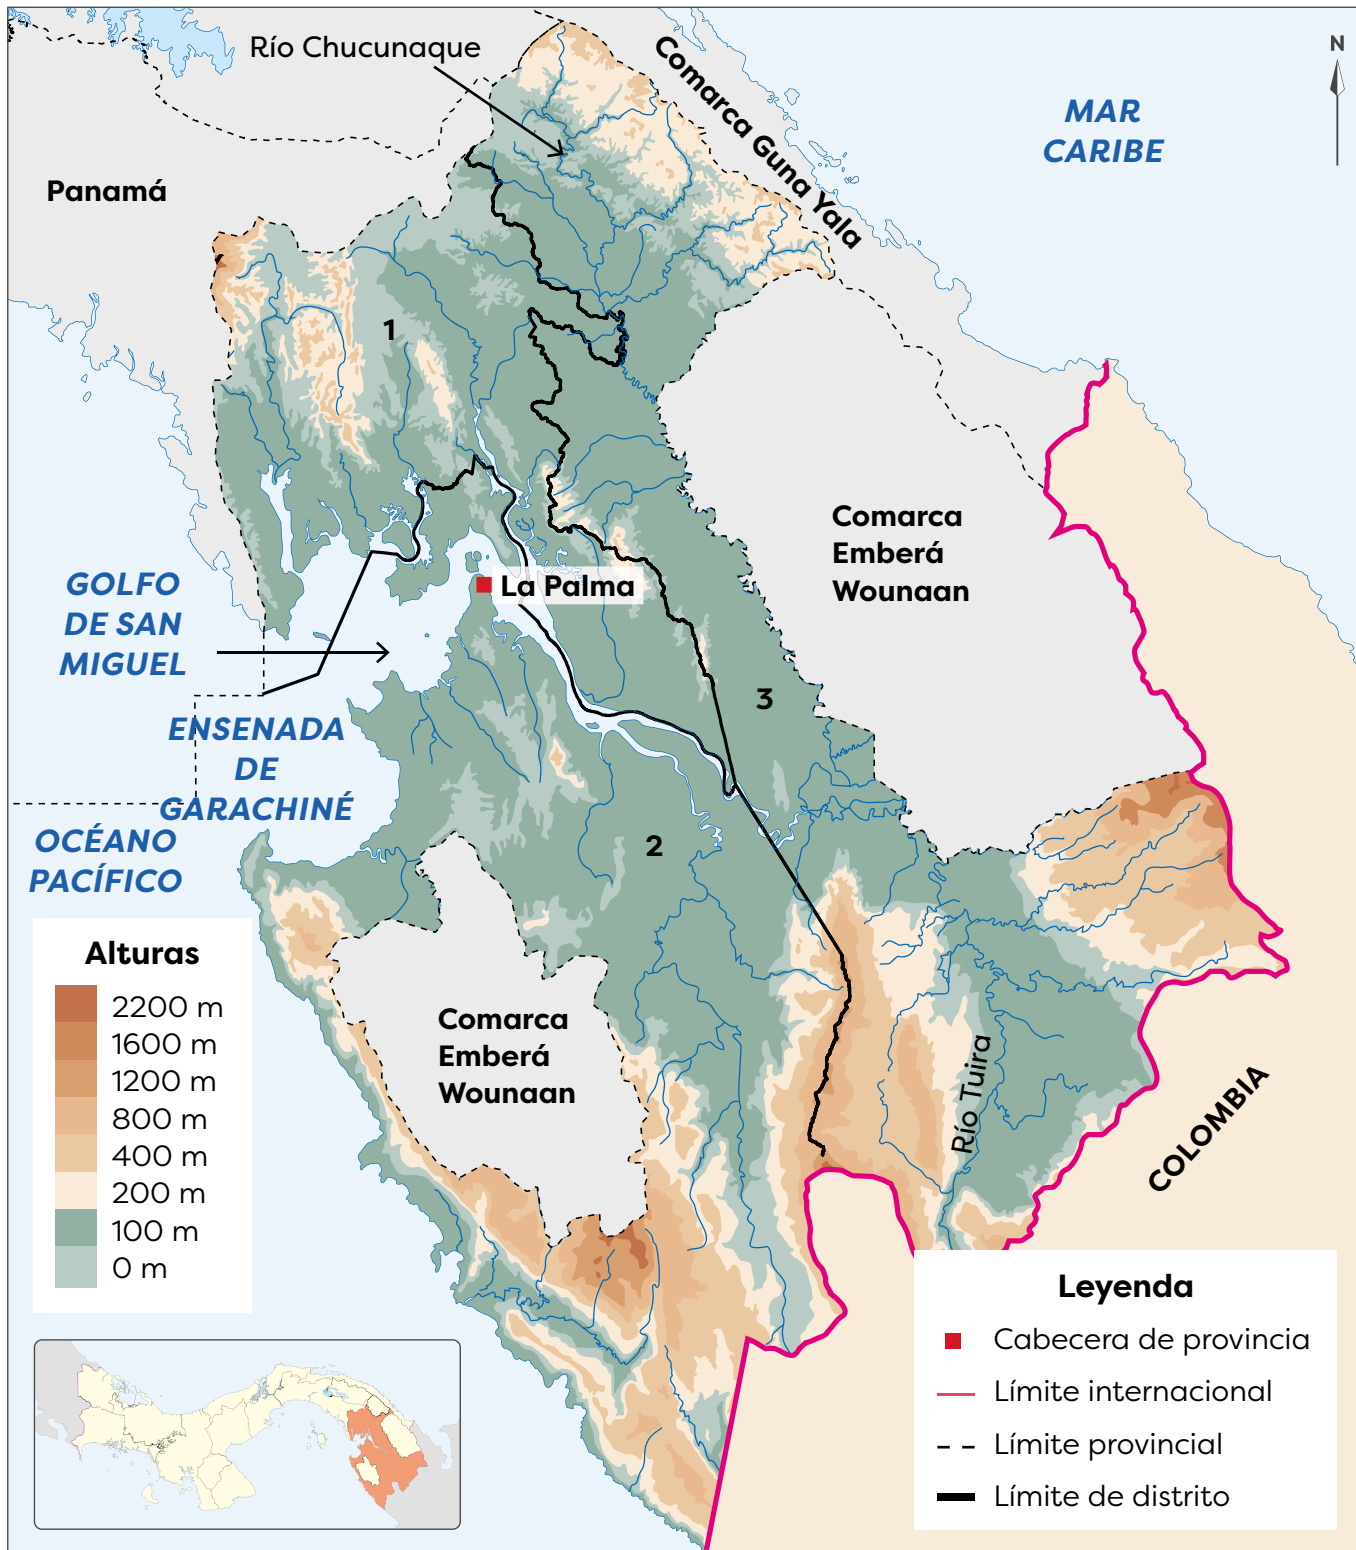 Río Chucunaque
Comarca Guna Yala
N
MAR
CARIBE
Panamá
1
Comarca
Emberá
Wounaan
GOLFO
DE SAN
MIGUEL
La Palma
3
ENSENADA
DE
GARACHINÉ
OCÉANO
PACÍFICO
2
Comarca
Emberá
Wounaan
Río Tuira
COLOMBIA
Alturas
2200 m
1600 m
1200 m
800 m
400 m
200 m
100 m
0 m
Leyenda
Cabecera de provincia
Límite internacional
Límite provincial
Límite de distrito